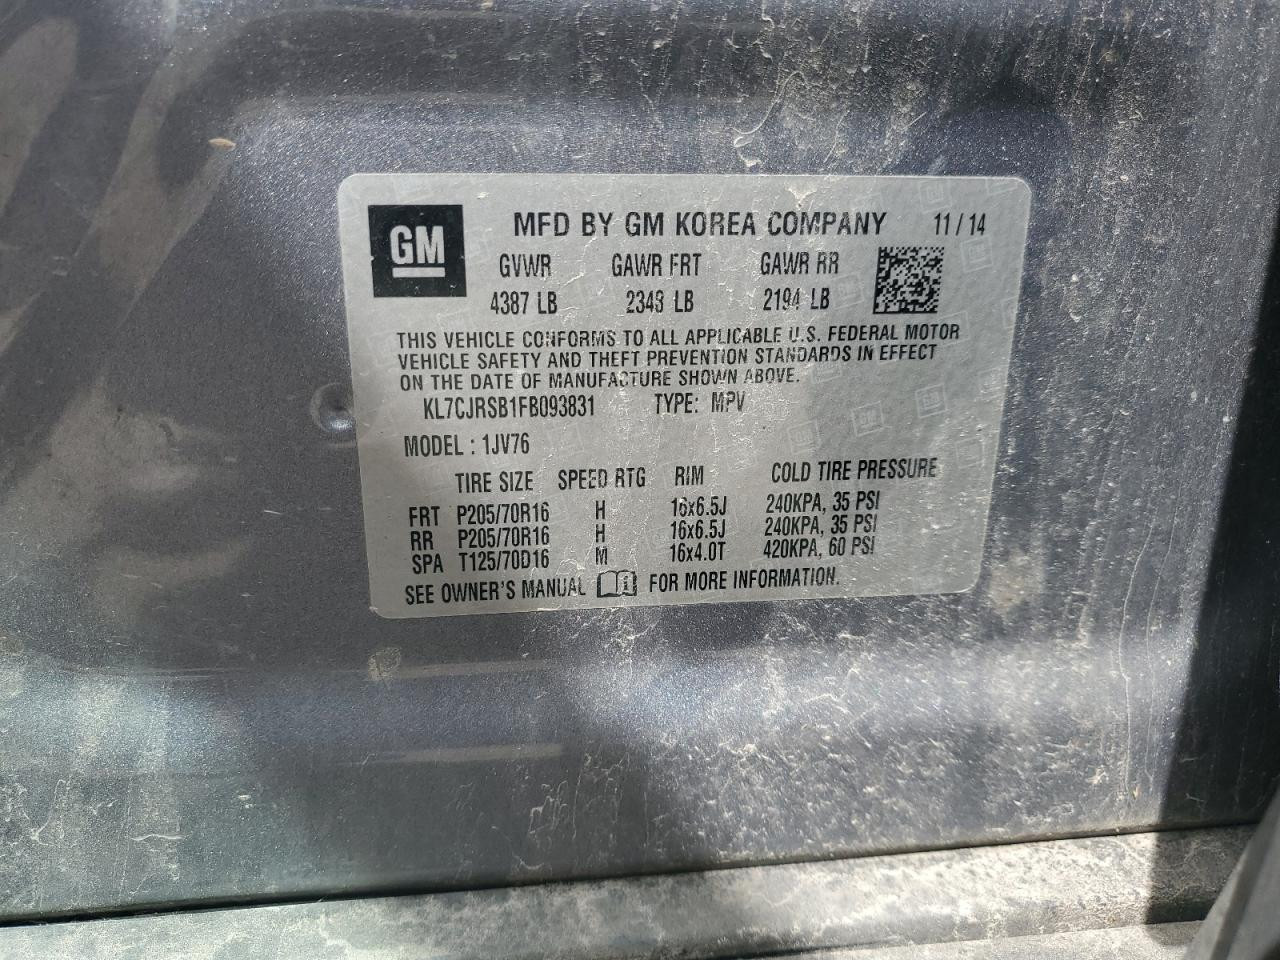 GM
MFD BY GM KOREA COMPANY 11/14
GVWR GAWR FRT GAWR RR
4387 LB 2343 LB 2194 LB
THIS VEHICLE CONFORMS TO ALL APPLICABLE U.S. FEDERAL MOTOR
VEHICLE SAFETY AND THEFT PREVENTION STANDARDS IN EFFECT
ON THE DATE OF MANUFACTURE SHOWN ABOVE.
KL7CJRSB1FB093831 TYPE: MPV
MODEL : 1JV76
TIRE SIZE SPEED RTG RIM COLD TIRE PRESSURE
FRT P205/70R16 H 16x6.5J 240KPA, 35 PSI
RR P205/70R16 H 16x6.5J 240KPA, 35 PSI
SPA T125/70D16 M 16x4.0T 420KPA, 60 PSI
SEE OWNER'S MANUAL FOR MORE INFORMATION.